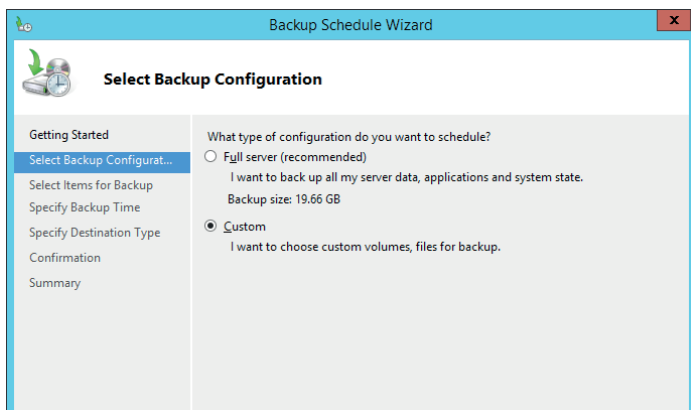 Backup Schedule Wizard
x
Select Backup Configuration
Getting Started
Select Backup Configurat...
Select Items for Backup
Specify Backup Time
Specify Destination Type
Confirmation
Summary
What type of configuration do you want to schedule?
Full server (recommended)
I want to back up all my server data, applications and system state.
Backup size: 19.66 GB
Custom
I want to choose custom volumes, files for backup.